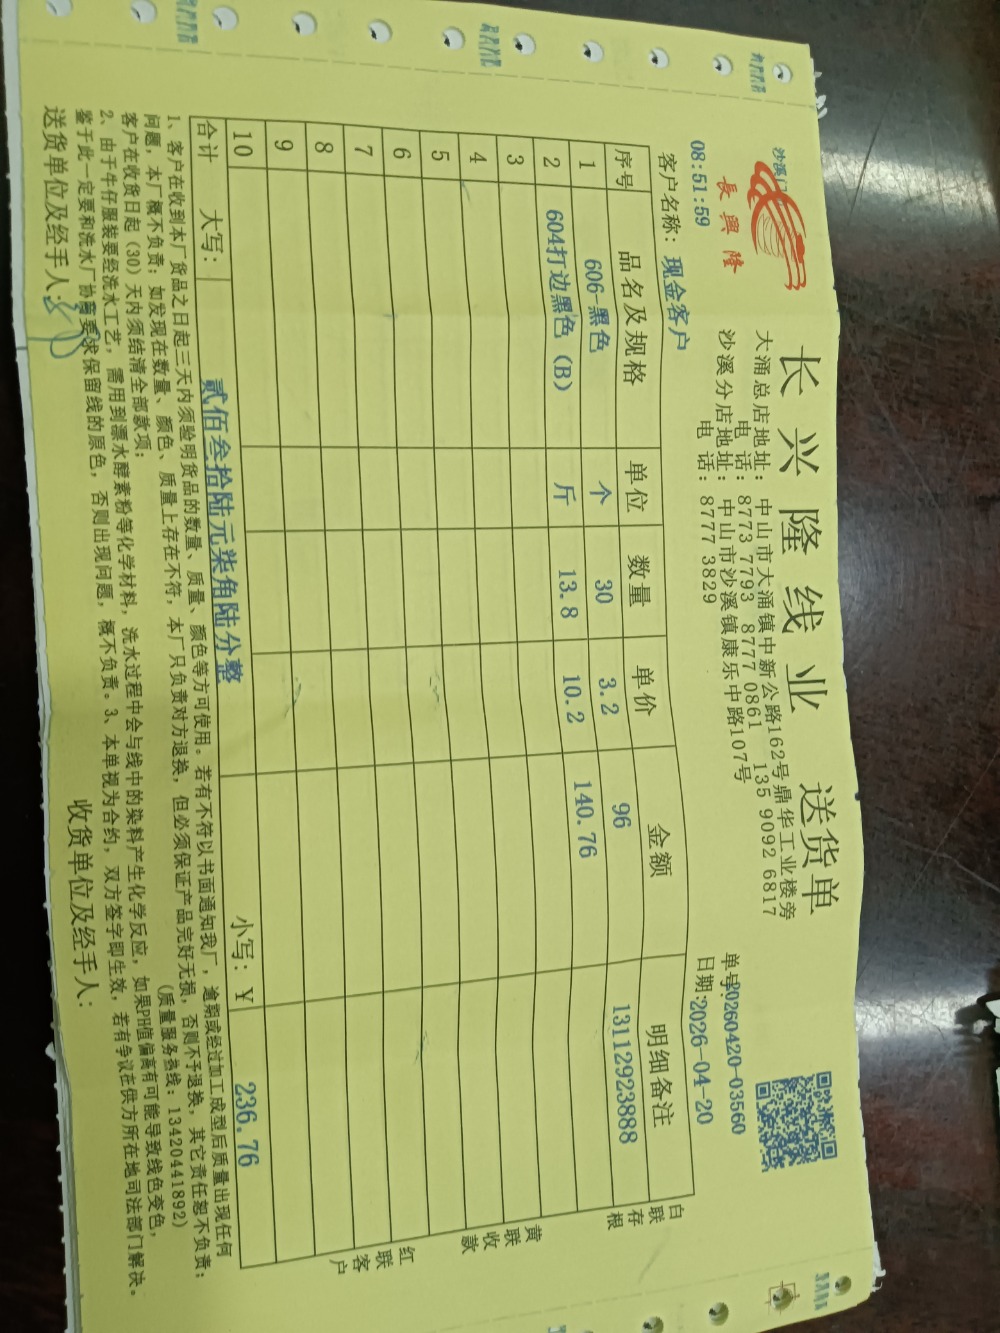 沙溪门
長興隆
长兴隆线业 送货单
大涌总店地址：中山市大涌镇中新公路162号鼎华工业楼旁
电 话：8773 7793 8777 0861 135 9092 6817
沙溪分店地址：中山市沙溪镇康乐中路107号
电 话：8777 3829
单号:20260420-03560
08:51:59
日期:2026-04-20
客户名称：现金客户
序号 品名及规格 单位 数量 单价 金额 明细备注
1 606-黑色 个 30 3.2 96 13112923888
2 604打边黑色（B） 斤 13.8 10.2 140.76
3
4
5
6
7
8
9
10
合计 大写： 贰佰叁拾陆元柒角陆分整 小写：￥ 236.76
白联存根
黄联收款
红联客户
1、客户在收到本厂货品之日起三天内须验明货品的数量、质量、颜色等方可使用。若有不符以书面通知我厂，逾期或经过加工成型后质量出现任何
问题，本厂概不负责；如发现在数量、颜色、质量上存在不符，本厂只负责对方退换，但必须保证产品完好无损，否则不予退换，其它责任恕不负责；
客户在收货日起（30）天内须结清全部款项； （质量服务热线：13420441892）
2、由于牛仔服装要经洗水工艺，需用到漂水酵素粉等化学材料，洗水过程中会与线中的染料产生化学反应，如果PH值偏高有可能导致线色变色，
鉴于此一定要和洗水厂协商要求保留线的原色，否则出现问题，概不负责。3、本单视为合约，双方签字即生效，若有争议在供方所在地司法部门解决。
送货单位及经手人： 收货单位及经手人：